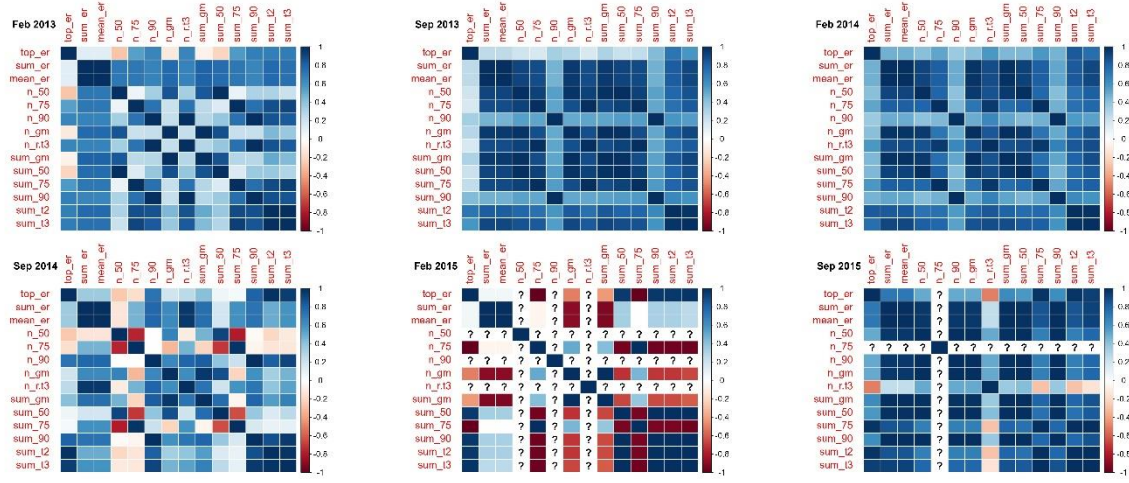 Feb 2013
top_er sum_er mean_er n_50 n_75 n_90 n_gm n_r.t3 sum_gm sum_50 sum_75 sum_90 sum_t2 sum_t3
top_er
sum_er
mean_er
n_50
n_75
n_90
n_gm
n_r.t3
sum_gm
sum_50
sum_75
sum_90
sum_t2
sum_t3
1
0.8
0.6
0.4
0.2
0
-0.2
-0.4
-0.6
-0.8
-1
Sep 2013
top_er sum_er mean_er n_50 n_75 n_90 n_gm n_r.t3 sum_gm sum_50 sum_75 sum_90 sum_t2 sum_t3
top_er
sum_er
mean_er
n_50
n_75
n_90
n_gm
n_r.t3
sum_gm
sum_50
sum_75
sum_90
sum_t2
sum_t3
1
0.8
0.6
0.4
0.2
0
-0.2
-0.4
-0.6
-0.8
-1
Feb 2014
top_er sum_er mean_er n_50 n_75 n_90 n_gm n_r.t3 sum_gm sum_50 sum_75 sum_90 sum_t2 sum_t3
top_er
sum_er
mean_er
n_50
n_75
n_90
n_gm
n_r.t3
sum_gm
sum_50
sum_75
sum_90
sum_t2
sum_t3
1
0.8
0.6
0.4
0.2
0
-0.2
-0.4
-0.6
-0.8
-1
Sep 2014
top_er sum_er mean_er n_50 n_75 n_90 n_gm n_r.t3 sum_gm sum_50 sum_75 sum_90 sum_t2 sum_t3
top_er
sum_er
mean_er
n_50
n_75
n_90
n_gm
n_r.t3
sum_gm
sum_50
sum_75
sum_90
sum_t2
sum_t3
1
0.8
0.6
0.4
0.2
0
-0.2
-0.4
-0.6
-0.8
-1
Feb 2015
top_er sum_er mean_er n_50 n_75 n_90 n_gm n_r.t3 sum_gm sum_50 sum_75 sum_90 sum_t2 sum_t3
top_er ? ? ?
sum_er ? ? ?
mean_er ? ? ?
n_50 ? ? ? ? ? ? ? ? ? ? ? ? ?
n_75 ? ? ?
n_90 ? ? ? ? ? ? ? ? ? ? ? ? ?
n_gm ? ? ?
n_r.t3 ? ? ? ? ? ? ? ? ? ? ? ? ?
sum_gm ? ? ?
sum_50 ? ? ?
sum_75 ? ? ?
sum_90 ? ? ?
sum_t2 ? ? ?
sum_t3 ? ? ?
1
0.8
0.6
0.4
0.2
0
-0.2
-0.4
-0.6
-0.8
-1
Sep 2015
top_er sum_er mean_er n_50 n_75 n_90 n_gm n_r.t3 sum_gm sum_50 sum_75 sum_90 sum_t2 sum_t3
top_er ?
sum_er ?
mean_er ?
n_50 ?
n_75 ? ? ? ? ? ? ? ? ? ? ? ? ?
n_90 ?
n_gm ?
n_r.t3 ?
sum_gm ?
sum_50 ?
sum_75 ?
sum_90 ?
sum_t2 ?
sum_t3 ?
1
0.8
0.6
0.4
0.2
0
-0.2
-0.4
-0.6
-0.8
-1